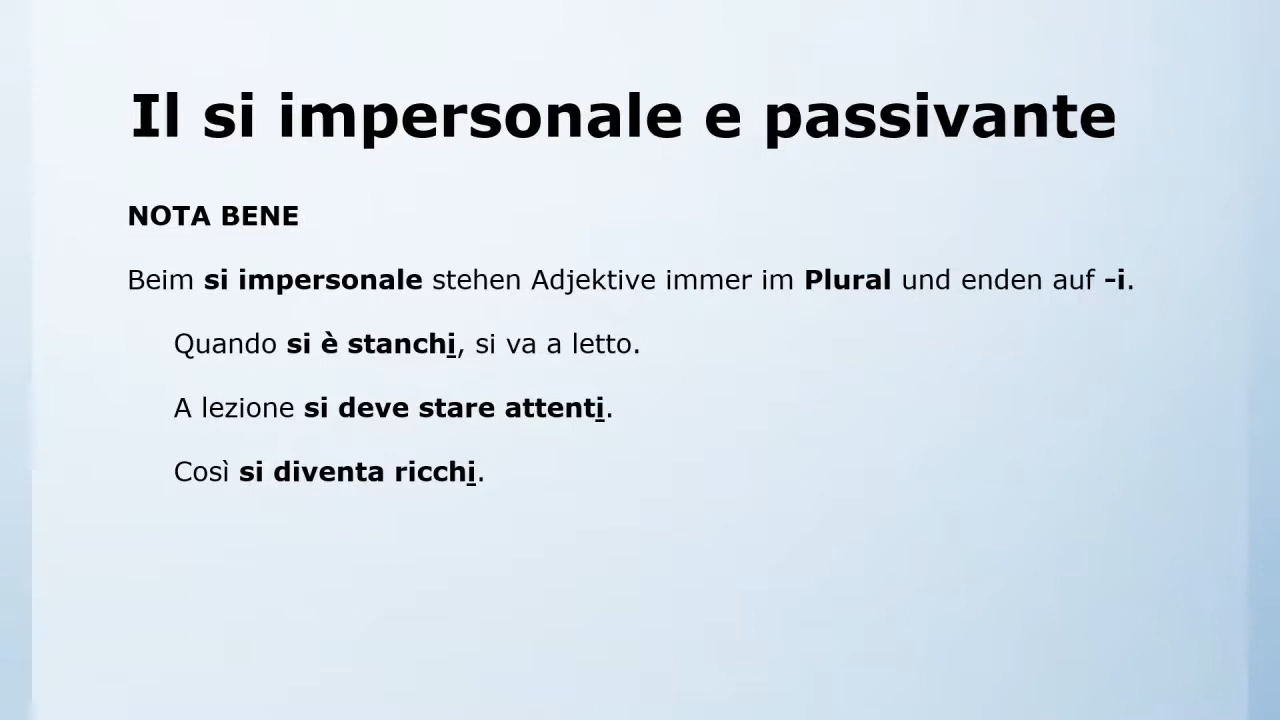 Il si impersonale e passivante
NOTA BENE
Beim si impersonale stehen Adjektive immer im Plural und enden auf -i.
Quando si è stanchi, si va a letto.
A lezione si deve stare attenti.
Così si diventa ricchi.